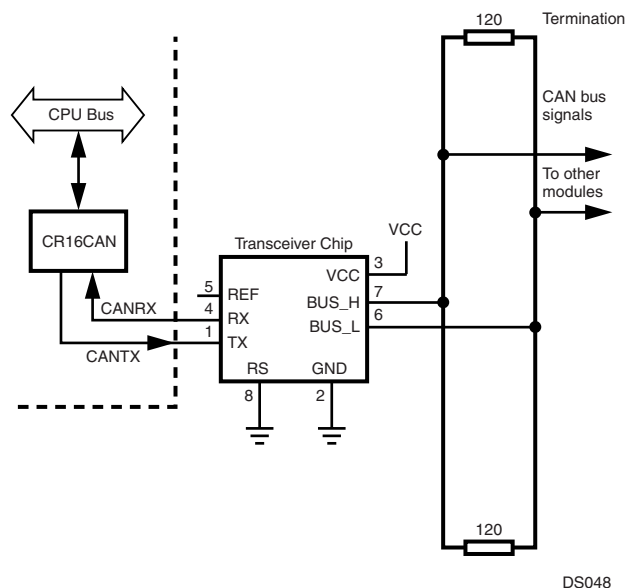 120
Termination
CPU Bus
CAN bus
signals
To other
modules
CR16CAN
Transceiver Chip
VCC
3
VCC
5
REF
7
BUS_H
CANRX
4
RX
6
BUS_L
1
TX
CANTX
RS
GND
8
2
120
DS048